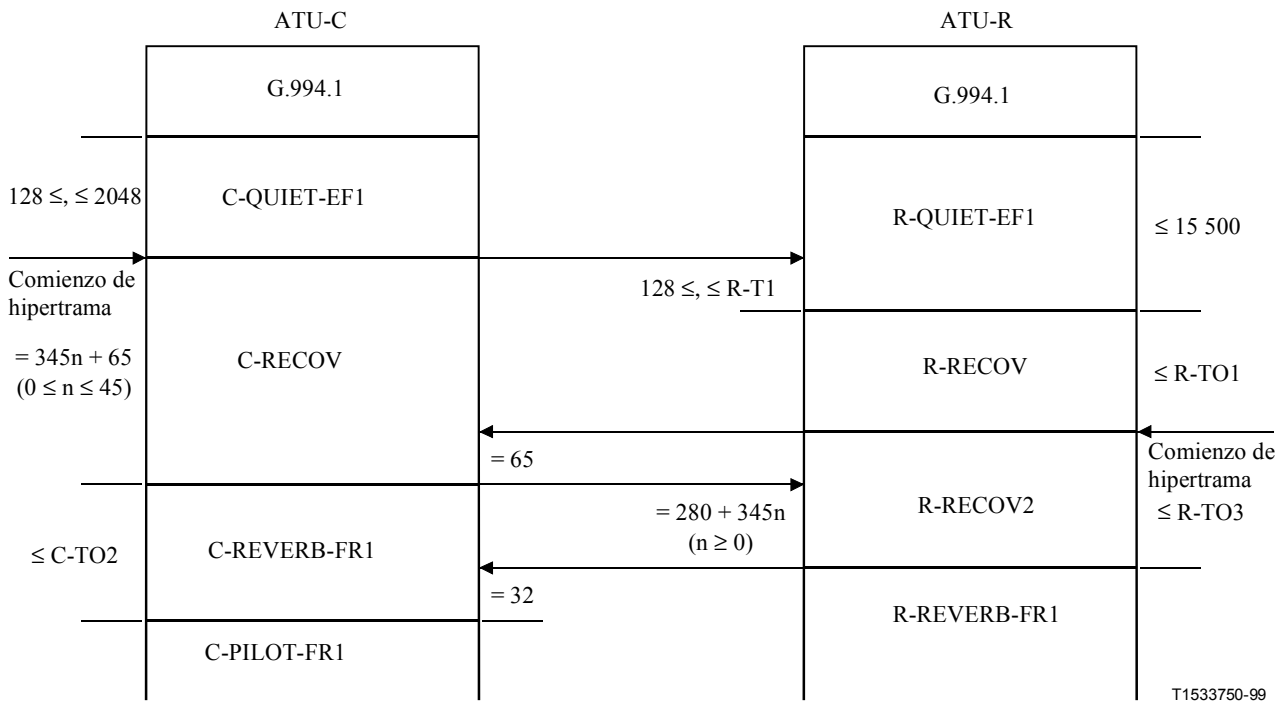 ATU-C
ATU-R
G.994.1
G.994.1
128 ≤, ≤ 2048
C-QUIET-EF1
R-QUIET-EF1
≤ 15 500
Comienzo de
hipertrama
128 ≤, ≤ R-T1
= 345n + 65
(0 ≤ n ≤ 45)
C-RECOV
R-RECOV
≤ R-TO1
= 65
Comienzo de
hipertrama
R-RECOV2
≤ R-TO3
= 280 + 345n
(n ≥ 0)
≤ C-TO2
C-REVERB-FR1
= 32
R-REVERB-FR1
C-PILOT-FR1
T1533750-99